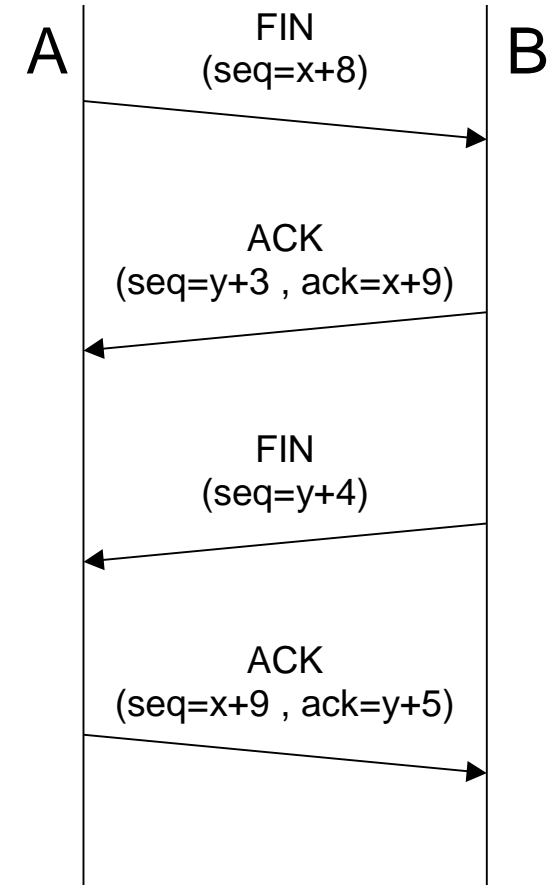 A
B
FIN
(seq=x+8)
ACK
(seq=y+3 , ack=x+9)
FIN
(seq=y+4)
ACK
(seq=x+9 , ack=y+5)